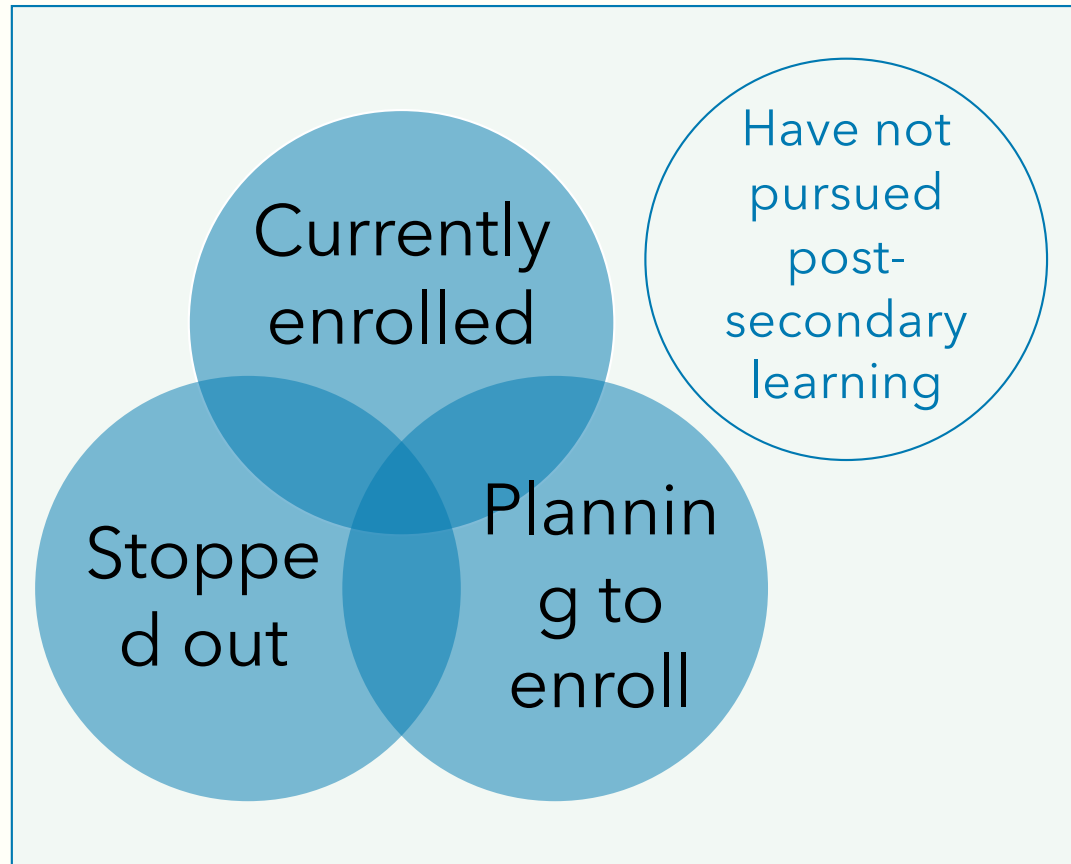 Have not
pursued
post-
secondary
learning
Currently
enrolled
Stoppe
d out
Plannin
g to
enroll